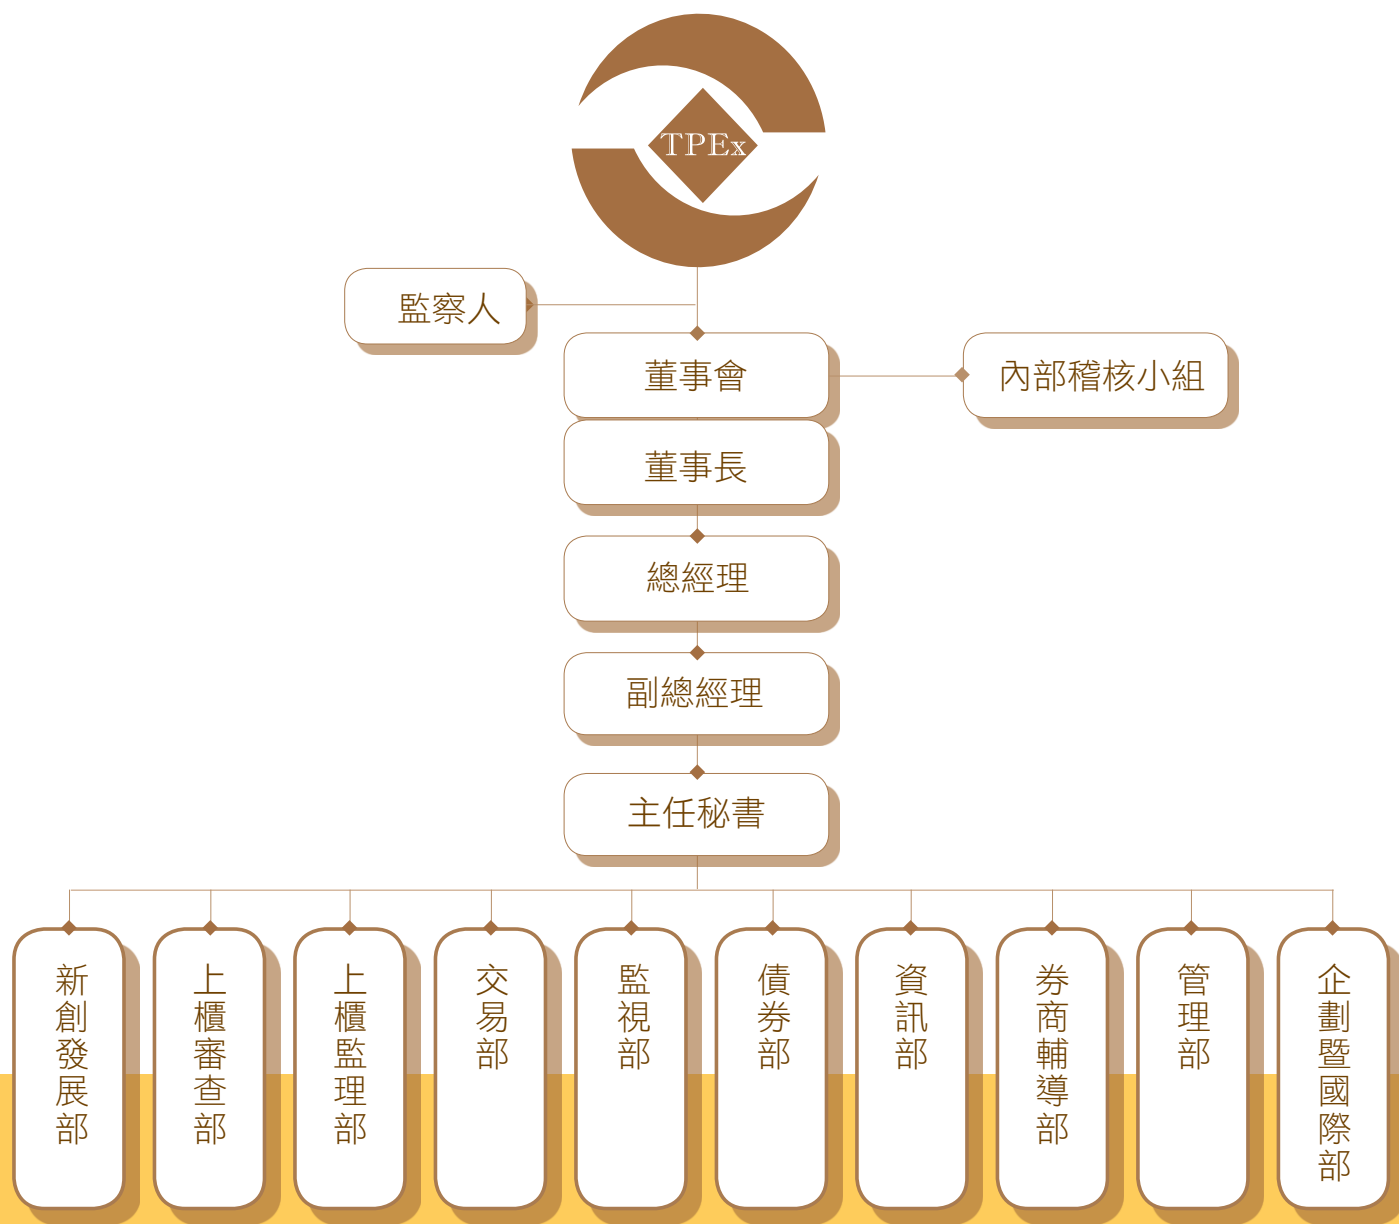 TPEx
監察人
董事會
內部稽核小組
董事長
總經理
副總經理
主任秘書
新創發展部
上櫃審查部
上櫃監理部
交易部
監視部
債券部
資訊部
券商輔導部
管理部
企劃暨國際部